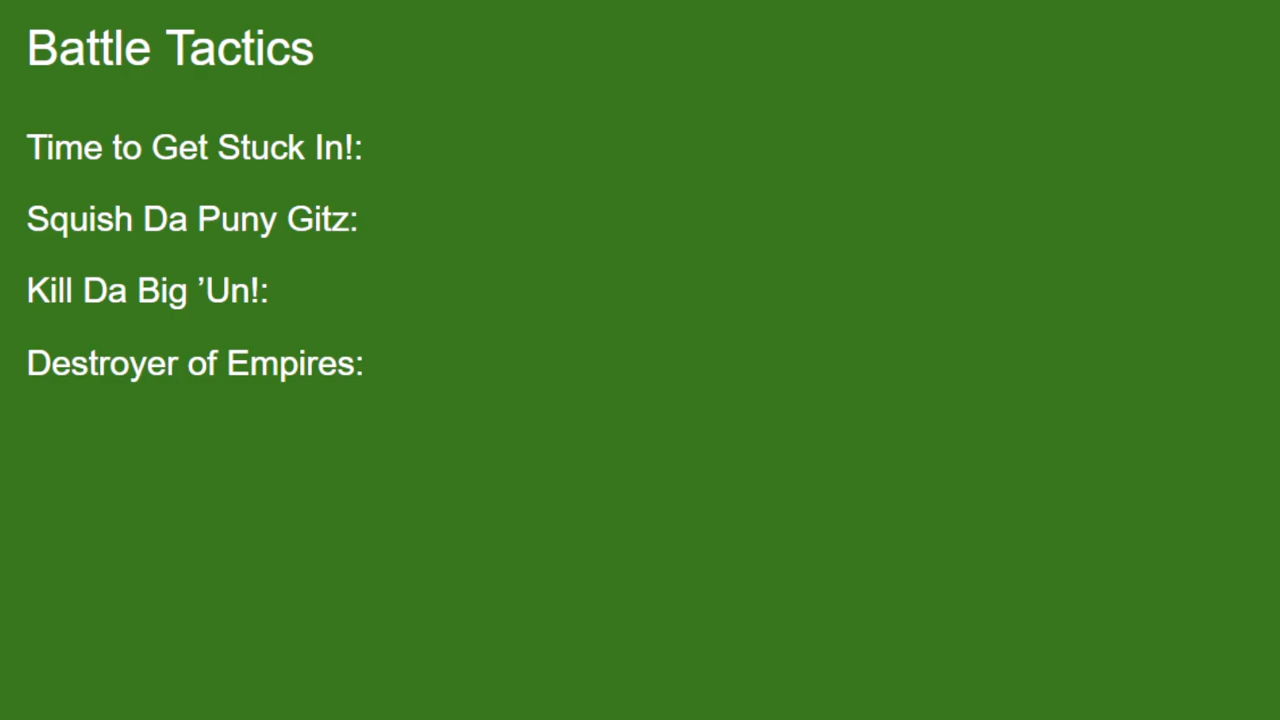 Battle Tactics
Time to Get Stuck In!:
Squish Da Puny Gitz:
Kill Da Big ’Un!:
Destroyer of Empires: